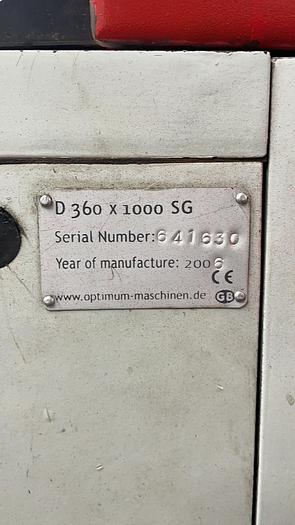 D 360 x 1000 SG
Serial Number: 641630
Year of manufacture: 2006
CE
www.optimum-maschinen.de GB